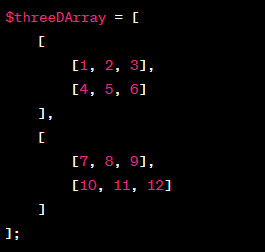 $threeDArray = [
    [
        [1, 2, 3],
        [4, 5, 6]
    ],
    [
        [7, 8, 9],
        [10, 11, 12]
    ]
];